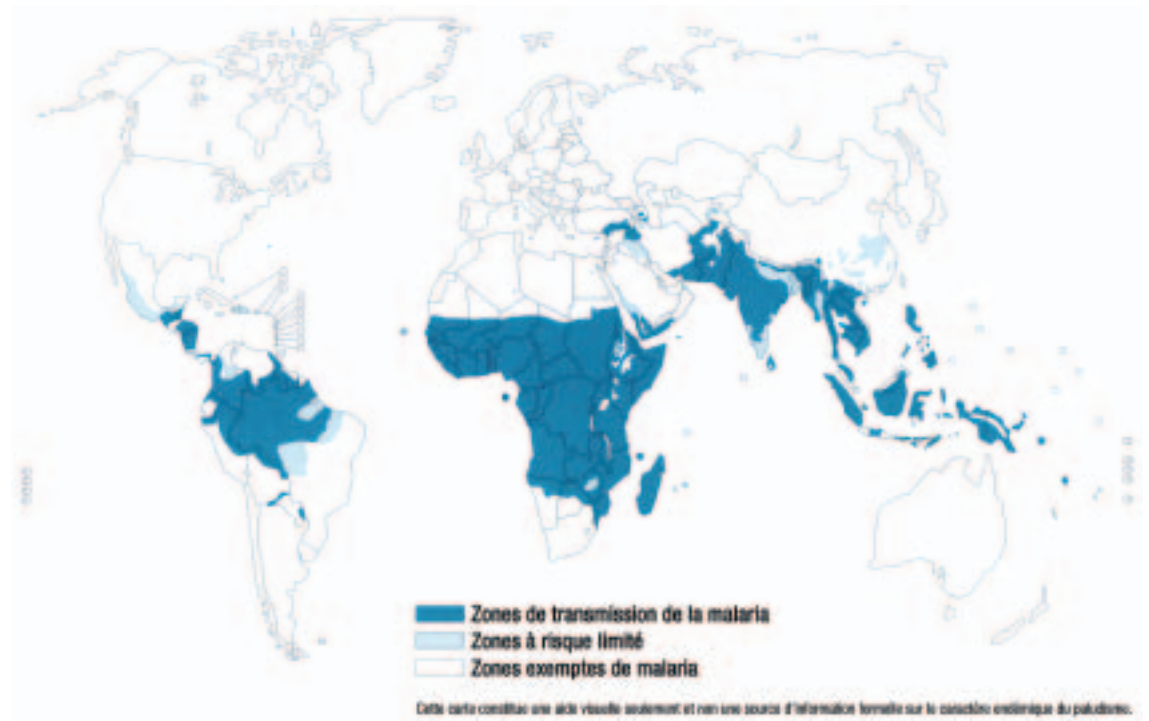 Zones de transmission de la malaria
Zones à risque limité
Zones exemptes de malaria
Cette carte constitue une aide visuelle seulement et non une source d'information formelle sur le caractère endémique du paludisme.